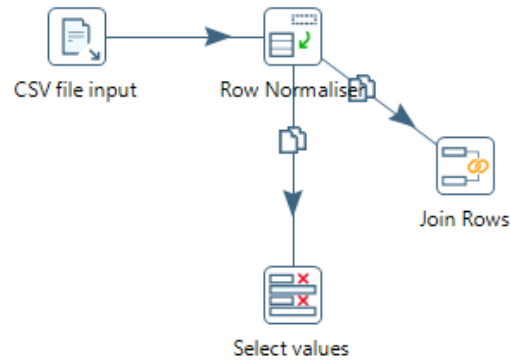 CSV file input
Row Normaliser
Join Rows
Select values